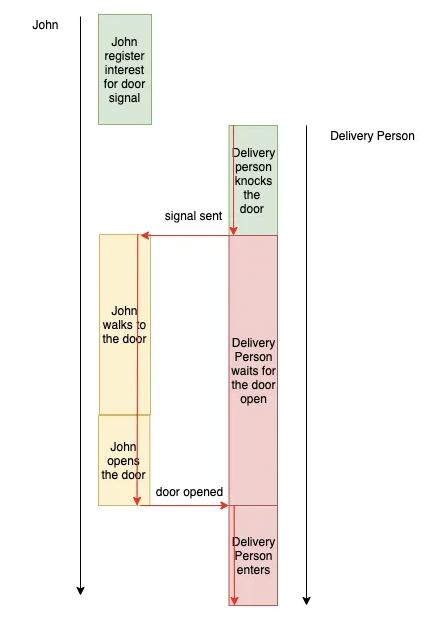 John
John
register
interest
for door
signal
Delivery Person
Delivery
person
knocks
the
door
signal sent
John
walks to
the door
Delivery
Person
waits for
the door
open
John
opens
the door
door opened
Delivery
Person
enters